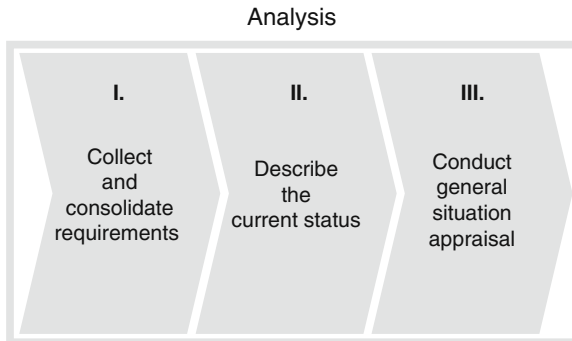 Analysis
I.
Collect
and
consolidate
requirements
II.
Describe
the
current status
III.
Conduct
general
situation
appraisal